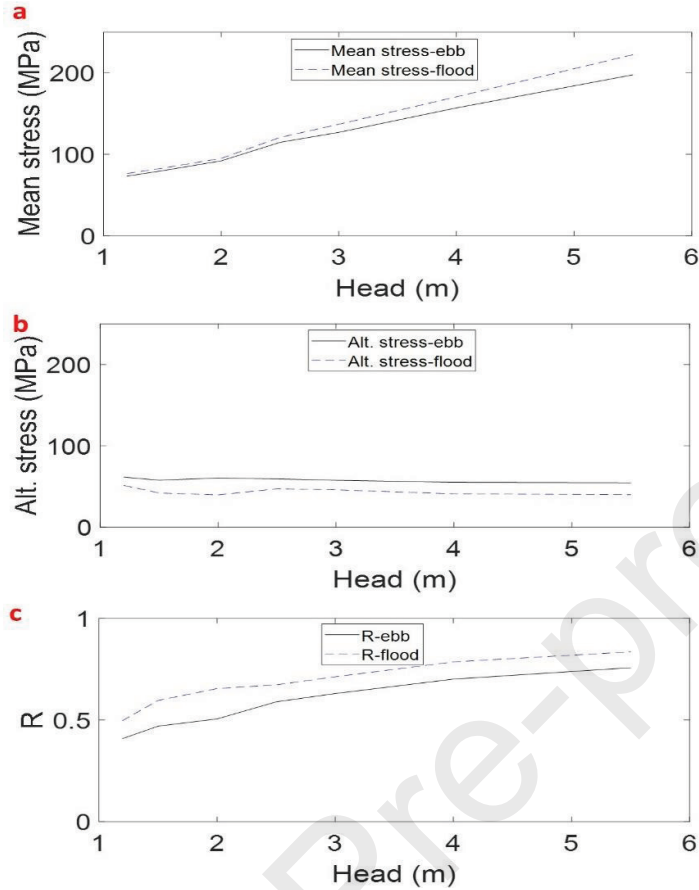 a
Mean stress (MPa)
200
100
0
Mean stress-ebb
Mean stress-flood
1 2 3 4 5 6
Head (m)
b
Alt. stress (MPa)
200
100
0
Alt. stress-ebb
Alt. stress-flood
1 2 3 4 5 6
Head (m)
c
R
1
0.5
0
R-ebb
R-flood
1 2 3 4 5 6
Head (m)
Pre-pro